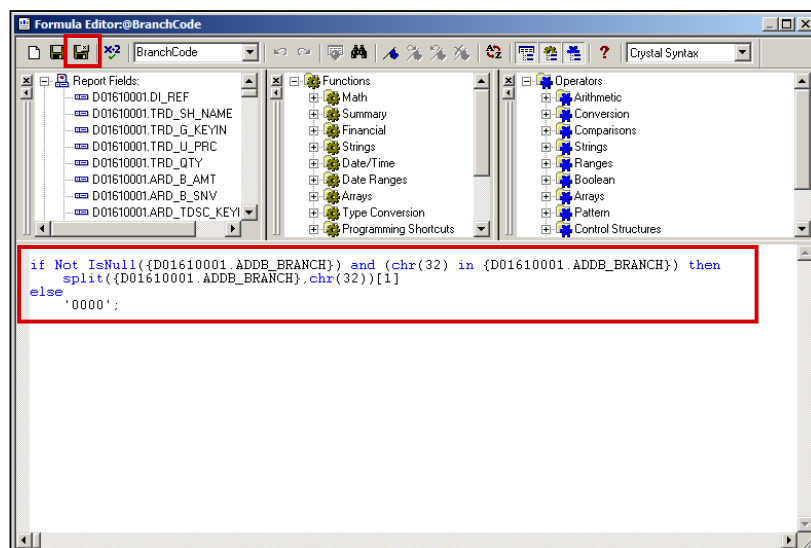 Formula Editor:@BranchCode
x+2 BranchCode ? Crystal Syntax
Report Fields:
D01610001.DI_REF
D01610001.TRD_SH_NAME
D01610001.TRD_G_KEYIN
D01610001.TRD_U_PRC
D01610001.TRD_QTY
D01610001.ARD_B_AMT
D01610001.ARD_B_SNV
D01610001.ARD_TDSC_KEYI
Functions
Math
Summary
Financial
Strings
Date/Time
Date Ranges
Arrays
Type Conversion
Programming Shortcuts
Operators
Arithmetic
Conversion
Comparisons
Strings
Ranges
Boolean
Arrays
Pattern
Control Structures
if Not IsNull({D01610001.ADDB_BRANCH}) and (chr(32) in {D01610001.ADDB_BRANCH}) then
split({D01610001.ADDB_BRANCH},chr(32))[1]
else
'0000';